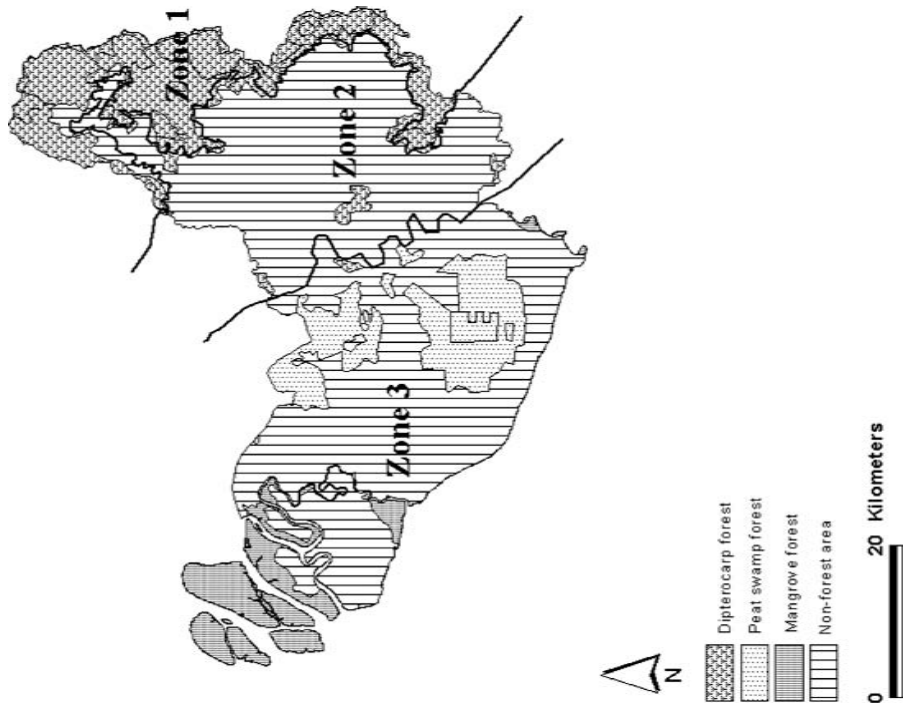 Zone 1
Zone 2
Zone 3
N
Dipterocarp forest
Peat swamp forest
Mangrove forest
Non-forest area
0
20 Kilometers